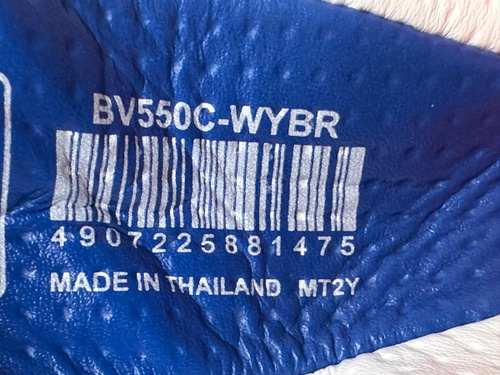 BV550C-WYBR
4907225881475
MADE IN THAILAND MT2Y